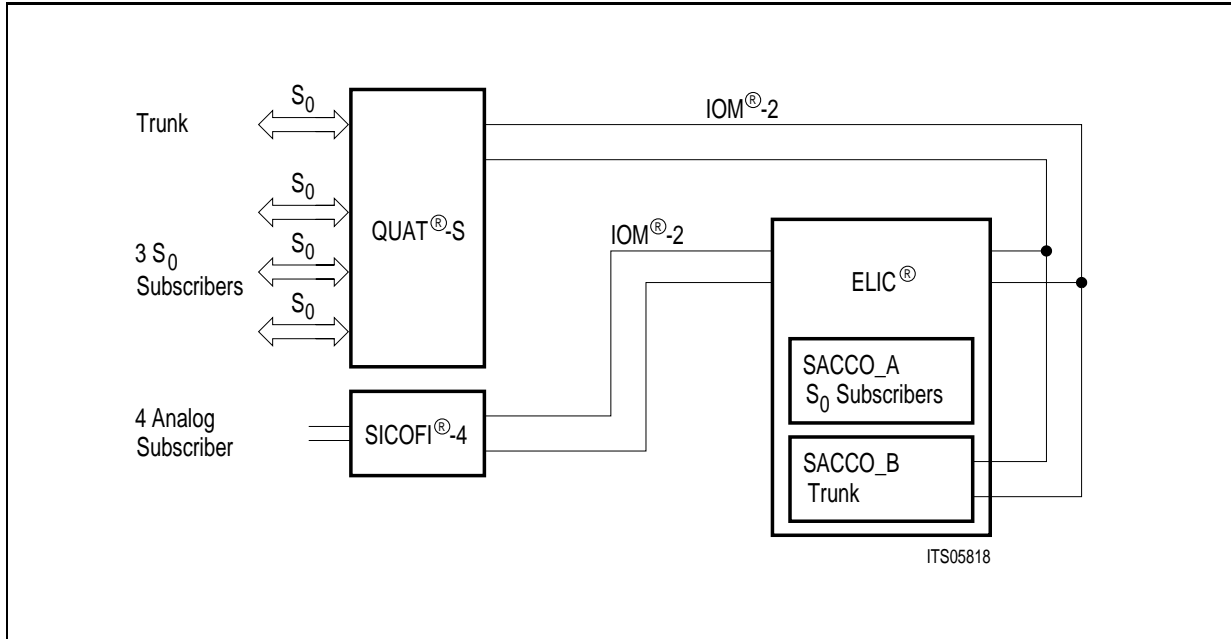 Trunk
S0
S0
S0
S0
3 S0
Subscribers
4 Analog
Subscriber
QUAT®-S
SICOFI®-4
IOM®-2
IOM®-2
ELIC®
SACCO_A
S0 Subscribers
SACCO_B
Trunk
ITS05818